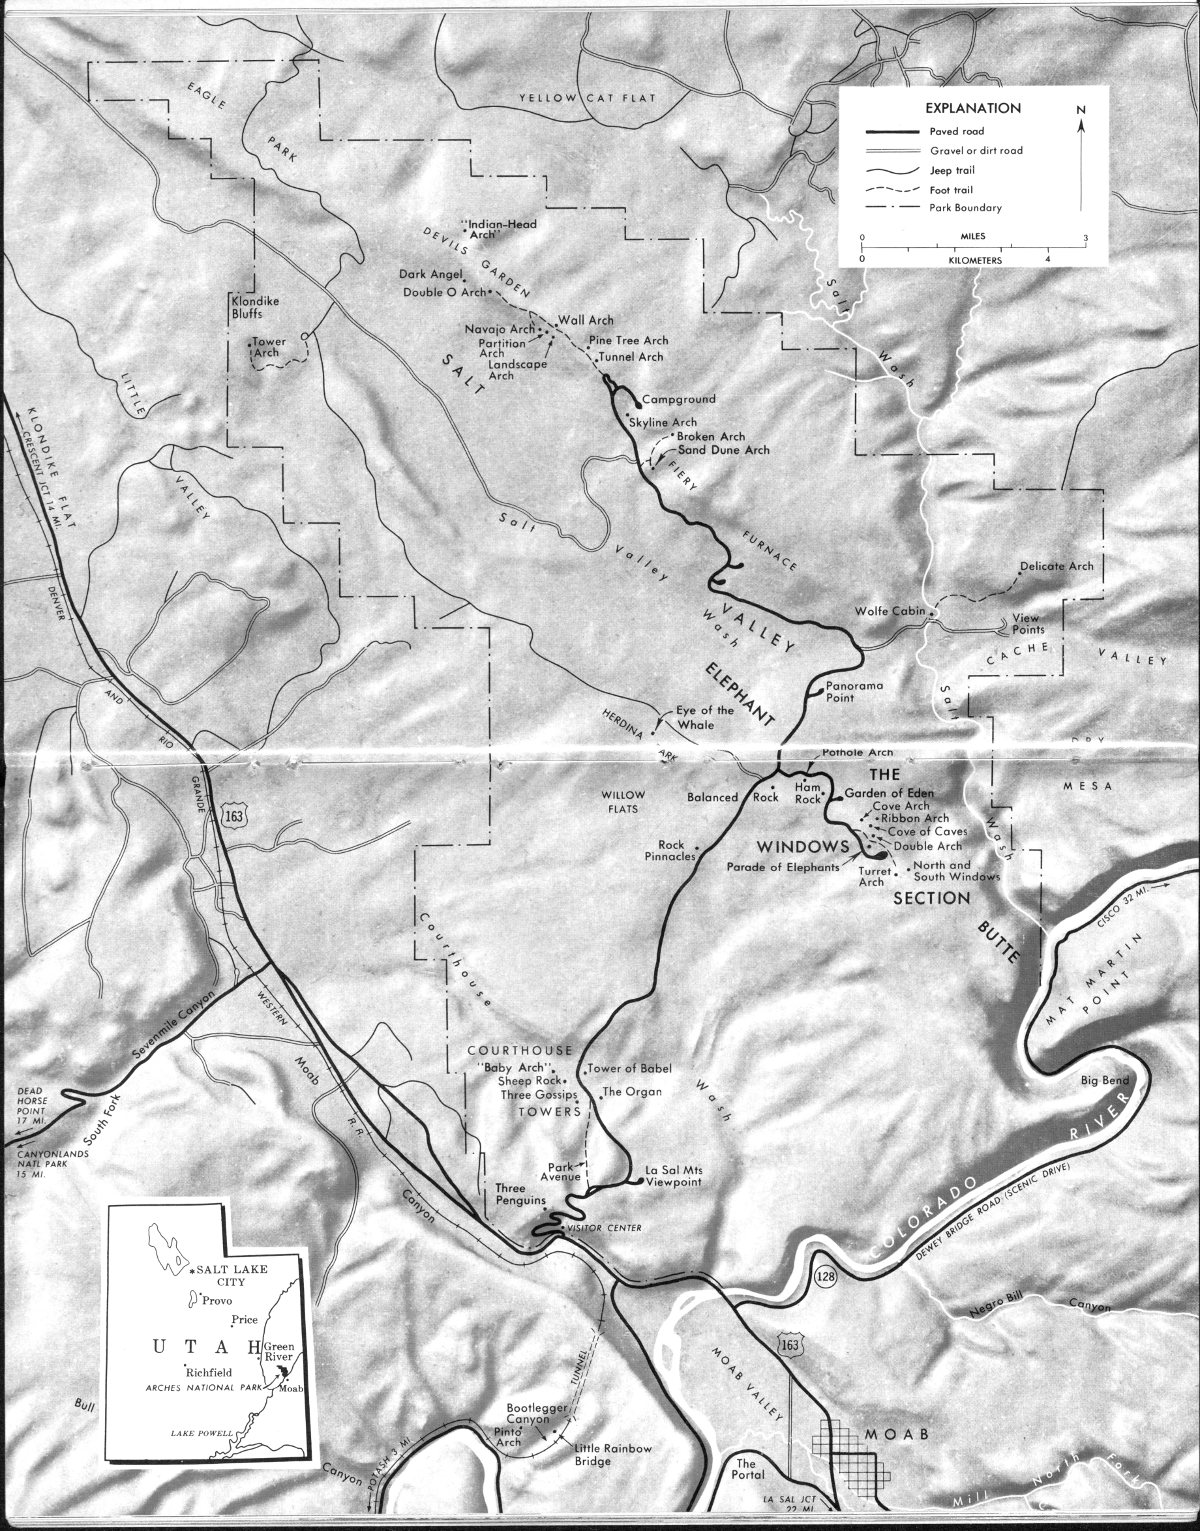 EAGLE
PARK
YELLOW CAT FLAT
EXPLANATION
N
Paved road
Gravel or dirt road
Jeep trail
Foot trail
Park Boundary
0
MILES
3
0
KILOMETERS
4
"Indian-Head
Arch"
DEVILS GARDEN
Dark Angel
Double O Arch
Salt
Wash
Klondike
Bluffs
Tower
Arch
Wall Arch
Navajo Arch
Partition
Arch
Landscape
Arch
Pine Tree Arch
Tunnel Arch
SALT
LITTLE
VALLEY
Campground
Skyline Arch
Broken Arch
Sand Dune Arch
FIERY
FURNACE
KLONDIKE FLAT
CRESCENT JCT 14 MI.
Salt
Valley
Wash
VALLEY
Delicate Arch
Wolfe Cabin
View
Points
CACHE
VALLEY
DENVER
AND
RIO
GRANDE
WESTERN
R.R.
ELEPHANT
Panorama
Point
Eye of the
Whale
HERDINA
ARK
Salt
Wash
Pothole Arch
DRY
MESA
THE
WILLOW
FLATS
Balanced
Rock
Ham
Rock
Garden of Eden
Cove Arch
Ribbon Arch
Cove of Caves
Double Arch
163
Rock
Pinnacles
WINDOWS
Parade of Elephants
Turret
Arch
North and
South Windows
SECTION
BUTTE
CISCO 32 MI.
MAT MARTIN
POINT
Courthouse
Wash
Sevenmile Canyon
Moab
Canyon
COURTHOUSE
"Baby Arch"
Tower of Babel
Sheep Rock
Three Gossips
The Organ
TOWERS
Big Bend
DEAD
HORSE
POINT
17 MI.
South Fork
CANYONLANDS
NATL PARK
15 MI.
Park
Avenue
La Sal Mts
Viewpoint
Three
Penguins
VISITOR CENTER
COLORADO
RIVER
DEWEY BRIDGE ROAD (SCENIC DRIVE)
128
Negro Bill
Canyon
SALT LAKE
CITY
Provo
Price
UTAH
Green
River
Richfield
ARCHES NATIONAL PARK
Moab
LAKE POWELL
163
MOAB VALLEY
TUNNEL
Bull
Canyon
Bootlegger
Canyon
Pinto
Arch
Little Rainbow
Bridge
POTASH 3 MI.
MOAB
The
Portal
LA SAL JCT
22 MI.
Mill
North
Fork